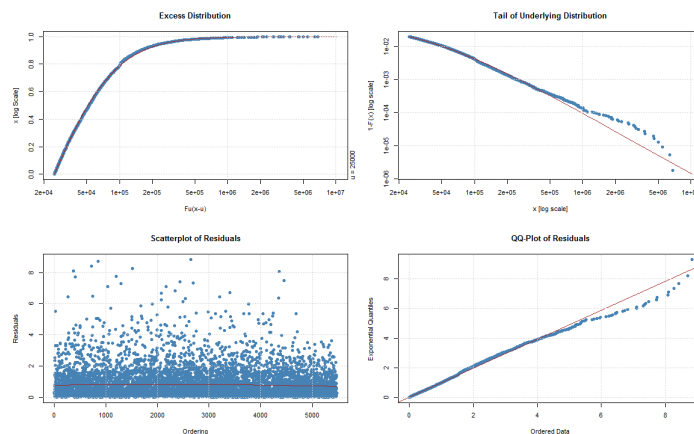 Excess Distribution
x [log Scale]
0.0 0.2 0.4 0.6 0.8 1.0
2e+04 5e+04 1e+05 2e+05 5e+05 1e+06 2e+06 5e+06 1e+07
Fu(x-u)
u = 25000
Tail of Underlying Distribution
1-F(x) [log scale]
1e-06 1e-05 1e-04 1e-03 1e-02
2e+04 5e+04 1e+05 2e+05 5e+05 1e+06 2e+06 5e+06 1e+07
x [log scale]
Scatterplot of Residuals
Residuals
0 2 4 6 8
0 1000 2000 3000 4000 5000
Ordering
QQ-Plot of Residuals
Exponential Quantiles
0 2 4 6 8
0 2 4 6 8
Ordered Data